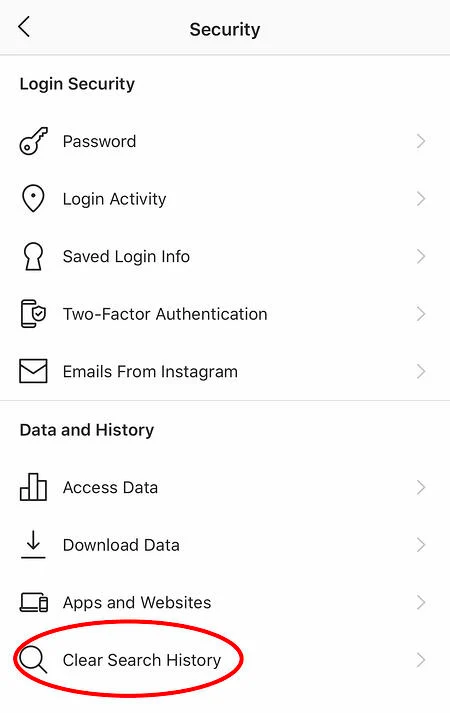 Security
Login Security
Password
Login Activity
Saved Login Info
Two-Factor Authentication
Emails From Instagram
Data and History
Access Data
Download Data
Apps and Websites
Clear Search History